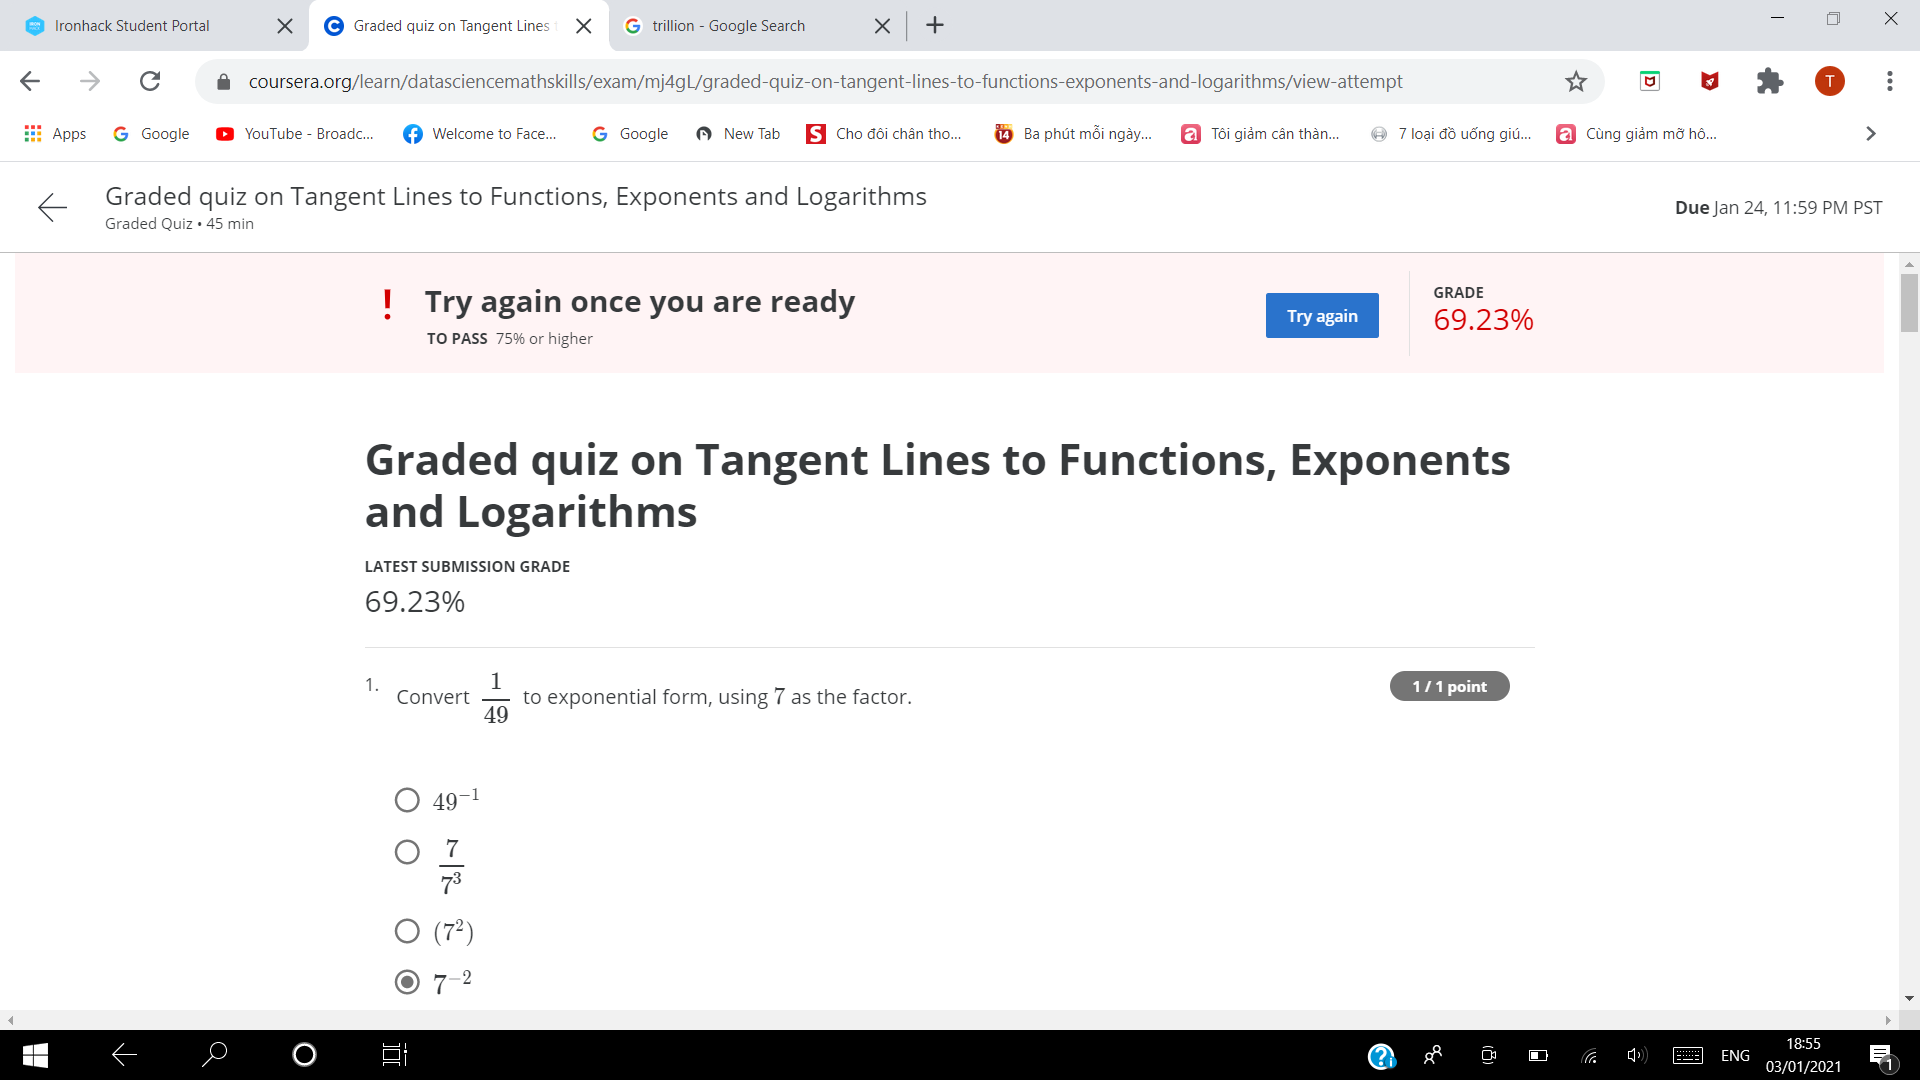 Ironhack Student Portal
Graded quiz on Tangent Lines
trillion - Google Search
coursera.org/learn/datasciencemathskills/exam/mj4gL/graded-quiz-on-tangent-lines-to-functions-exponents-and-logarithms/view-attempt
T
Apps Google YouTube - Broadc... Welcome to Face... Google New Tab Cho đôi chân tho... Ba phút mỗi ngày... Tôi giảm cân thàn... 7 loại đồ uống giú... Cùng giảm mỡ hô...
Graded quiz on Tangent Lines to Functions, Exponents and Logarithms
Graded Quiz • 45 min
Due Jan 24, 11:59 PM PST
! Try again once you are ready
TO PASS 75% or higher
Try again
GRADE
69.23%
Graded quiz on Tangent Lines to Functions, Exponents
and Logarithms
LATEST SUBMISSION GRADE
69.23%
1. Convert 1/49 to exponential form, using 7 as the factor.
1 / 1 point
49⁻¹
7/7³
(7²)
7⁻²
ENG
18:55
03/01/2021
1